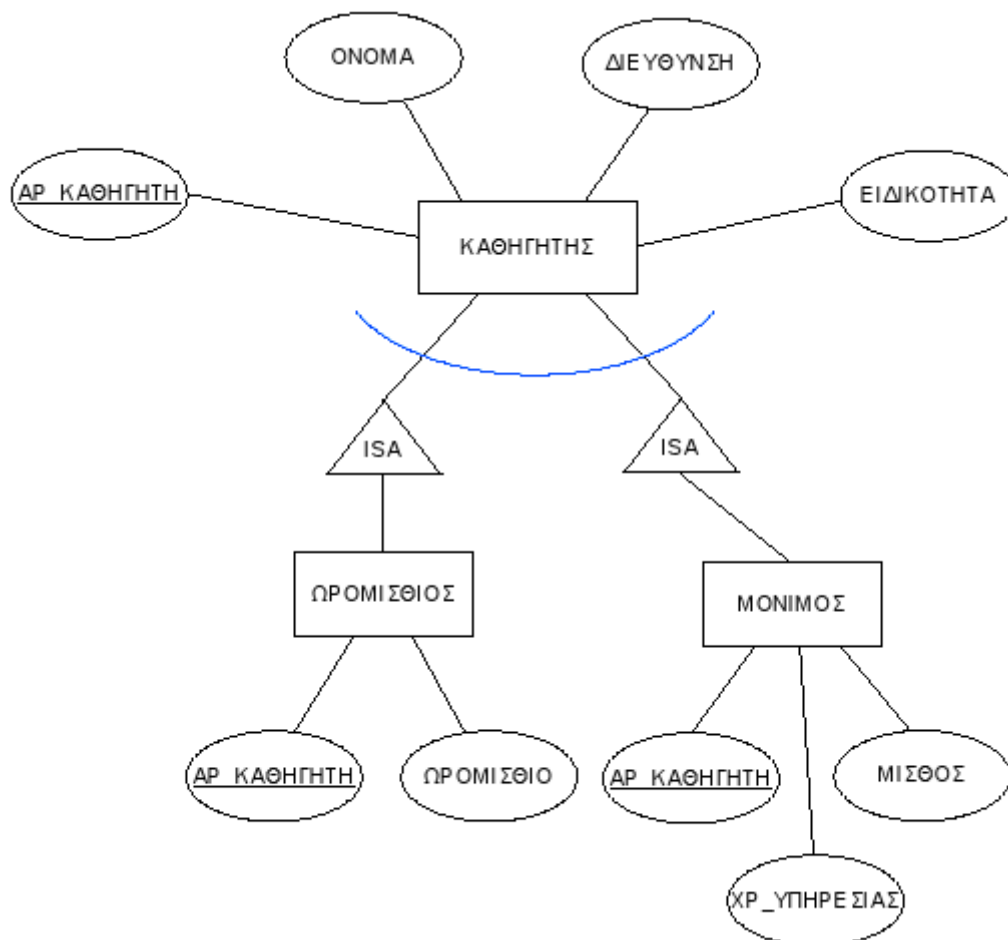 ΟΝΟΜΑ
ΔΙΕΥΘΥΝΣΗ
ΑΡ_ΚΑΘΗΓΗΤΗ
ΕΙΔΙΚΟΤΗΤΑ
ΚΑΘΗΓΗΤΗΣ
ISA
ISA
ΩΡΟΜΙΣΘΙΟΣ
ΜΟΝΙΜΟΣ
ΑΡ_ΚΑΘΗΓΗΤΗ
ΩΡΟΜΙΣΘΙΟ
ΑΡ_ΚΑΘΗΓΗΤΗ
ΜΙΣΘΟΣ
ΧΡ_ΥΠΗΡΕΣΙΑΣ